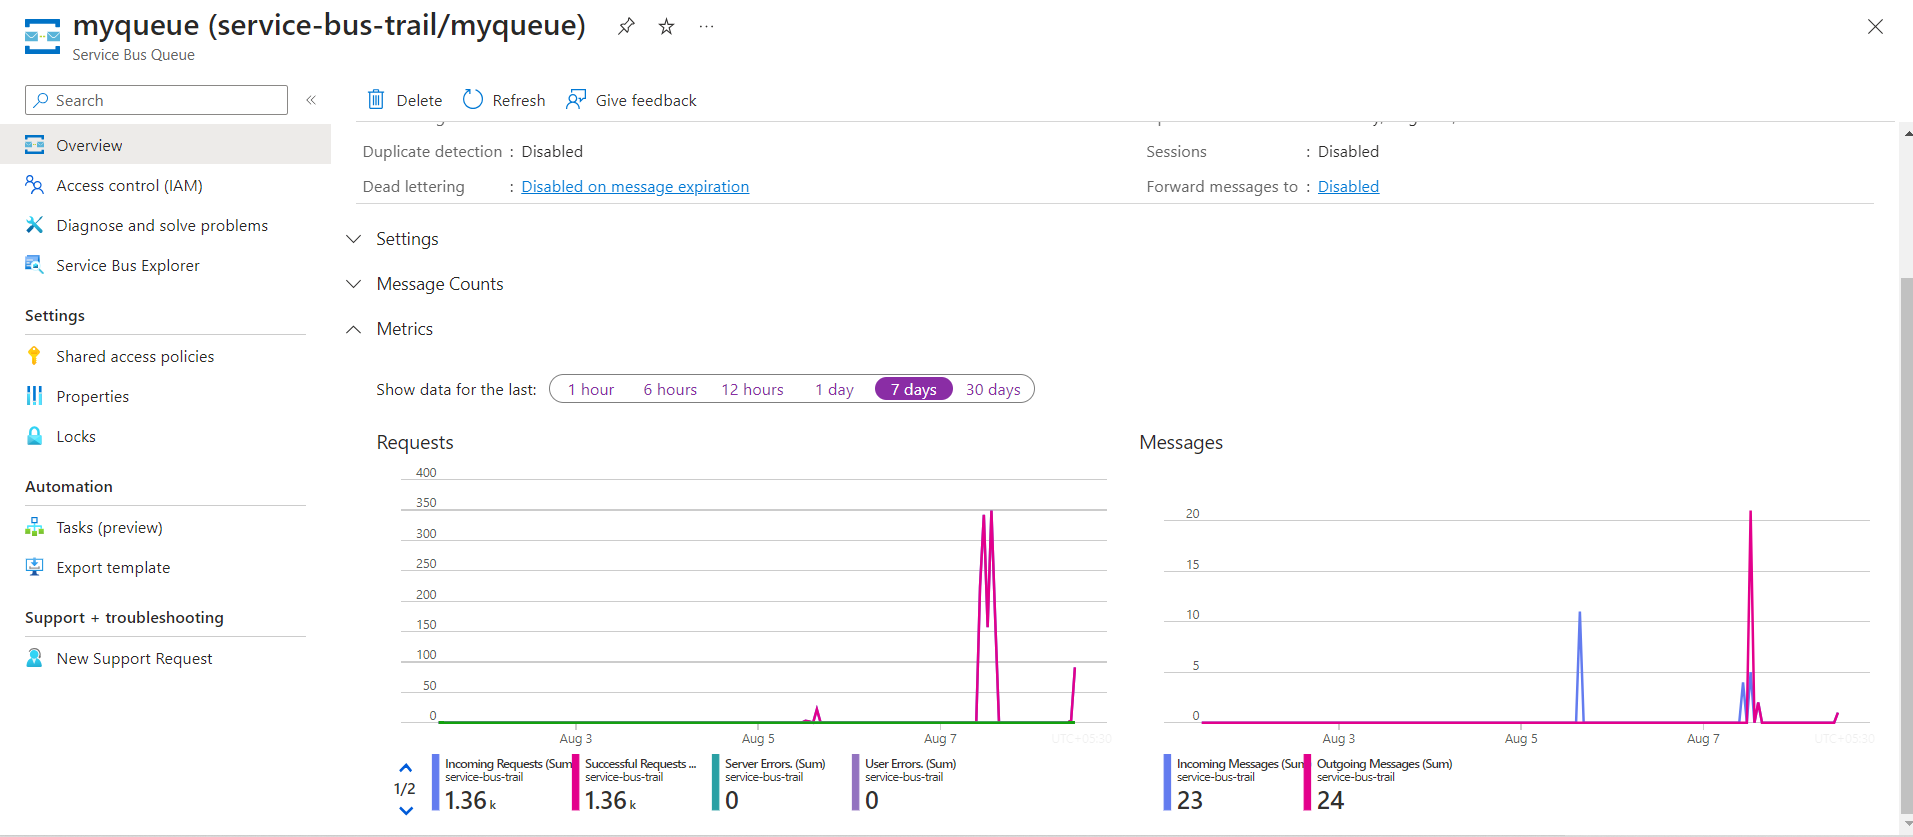 myqueue (service-bus-trail/myqueue)
Service Bus Queue
Search
Delete Refresh Give feedback
Overview
Access control (IAM)
Diagnose and solve problems
Service Bus Explorer
Settings
Shared access policies
Properties
Locks
Automation
Tasks (preview)
Export template
Support + troubleshooting
New Support Request
Duplicate detection : Disabled
Sessions : Disabled
Dead lettering : Disabled on message expiration
Forward messages to : Disabled
Settings
Message Counts
Metrics
Show data for the last: 1 hour 6 hours 12 hours 1 day 7 days 30 days
Requests
400
350
300
250
200
150
100
50
0
Aug 3 Aug 5 Aug 7 UTC+05:30
1/2
Incoming Requests (Sum
service-bus-trail
1.36 k
Successful Requests ...
service-bus-trail
1.36 k
Server Errors. (Sum)
service-bus-trail
0
User Errors. (Sum)
service-bus-trail
0
Messages
20
15
10
5
0
Aug 3 Aug 5 Aug 7 UTC+05:30
Incoming Messages (Sum
service-bus-trail
23
Outgoing Messages (Sum)
service-bus-trail
24